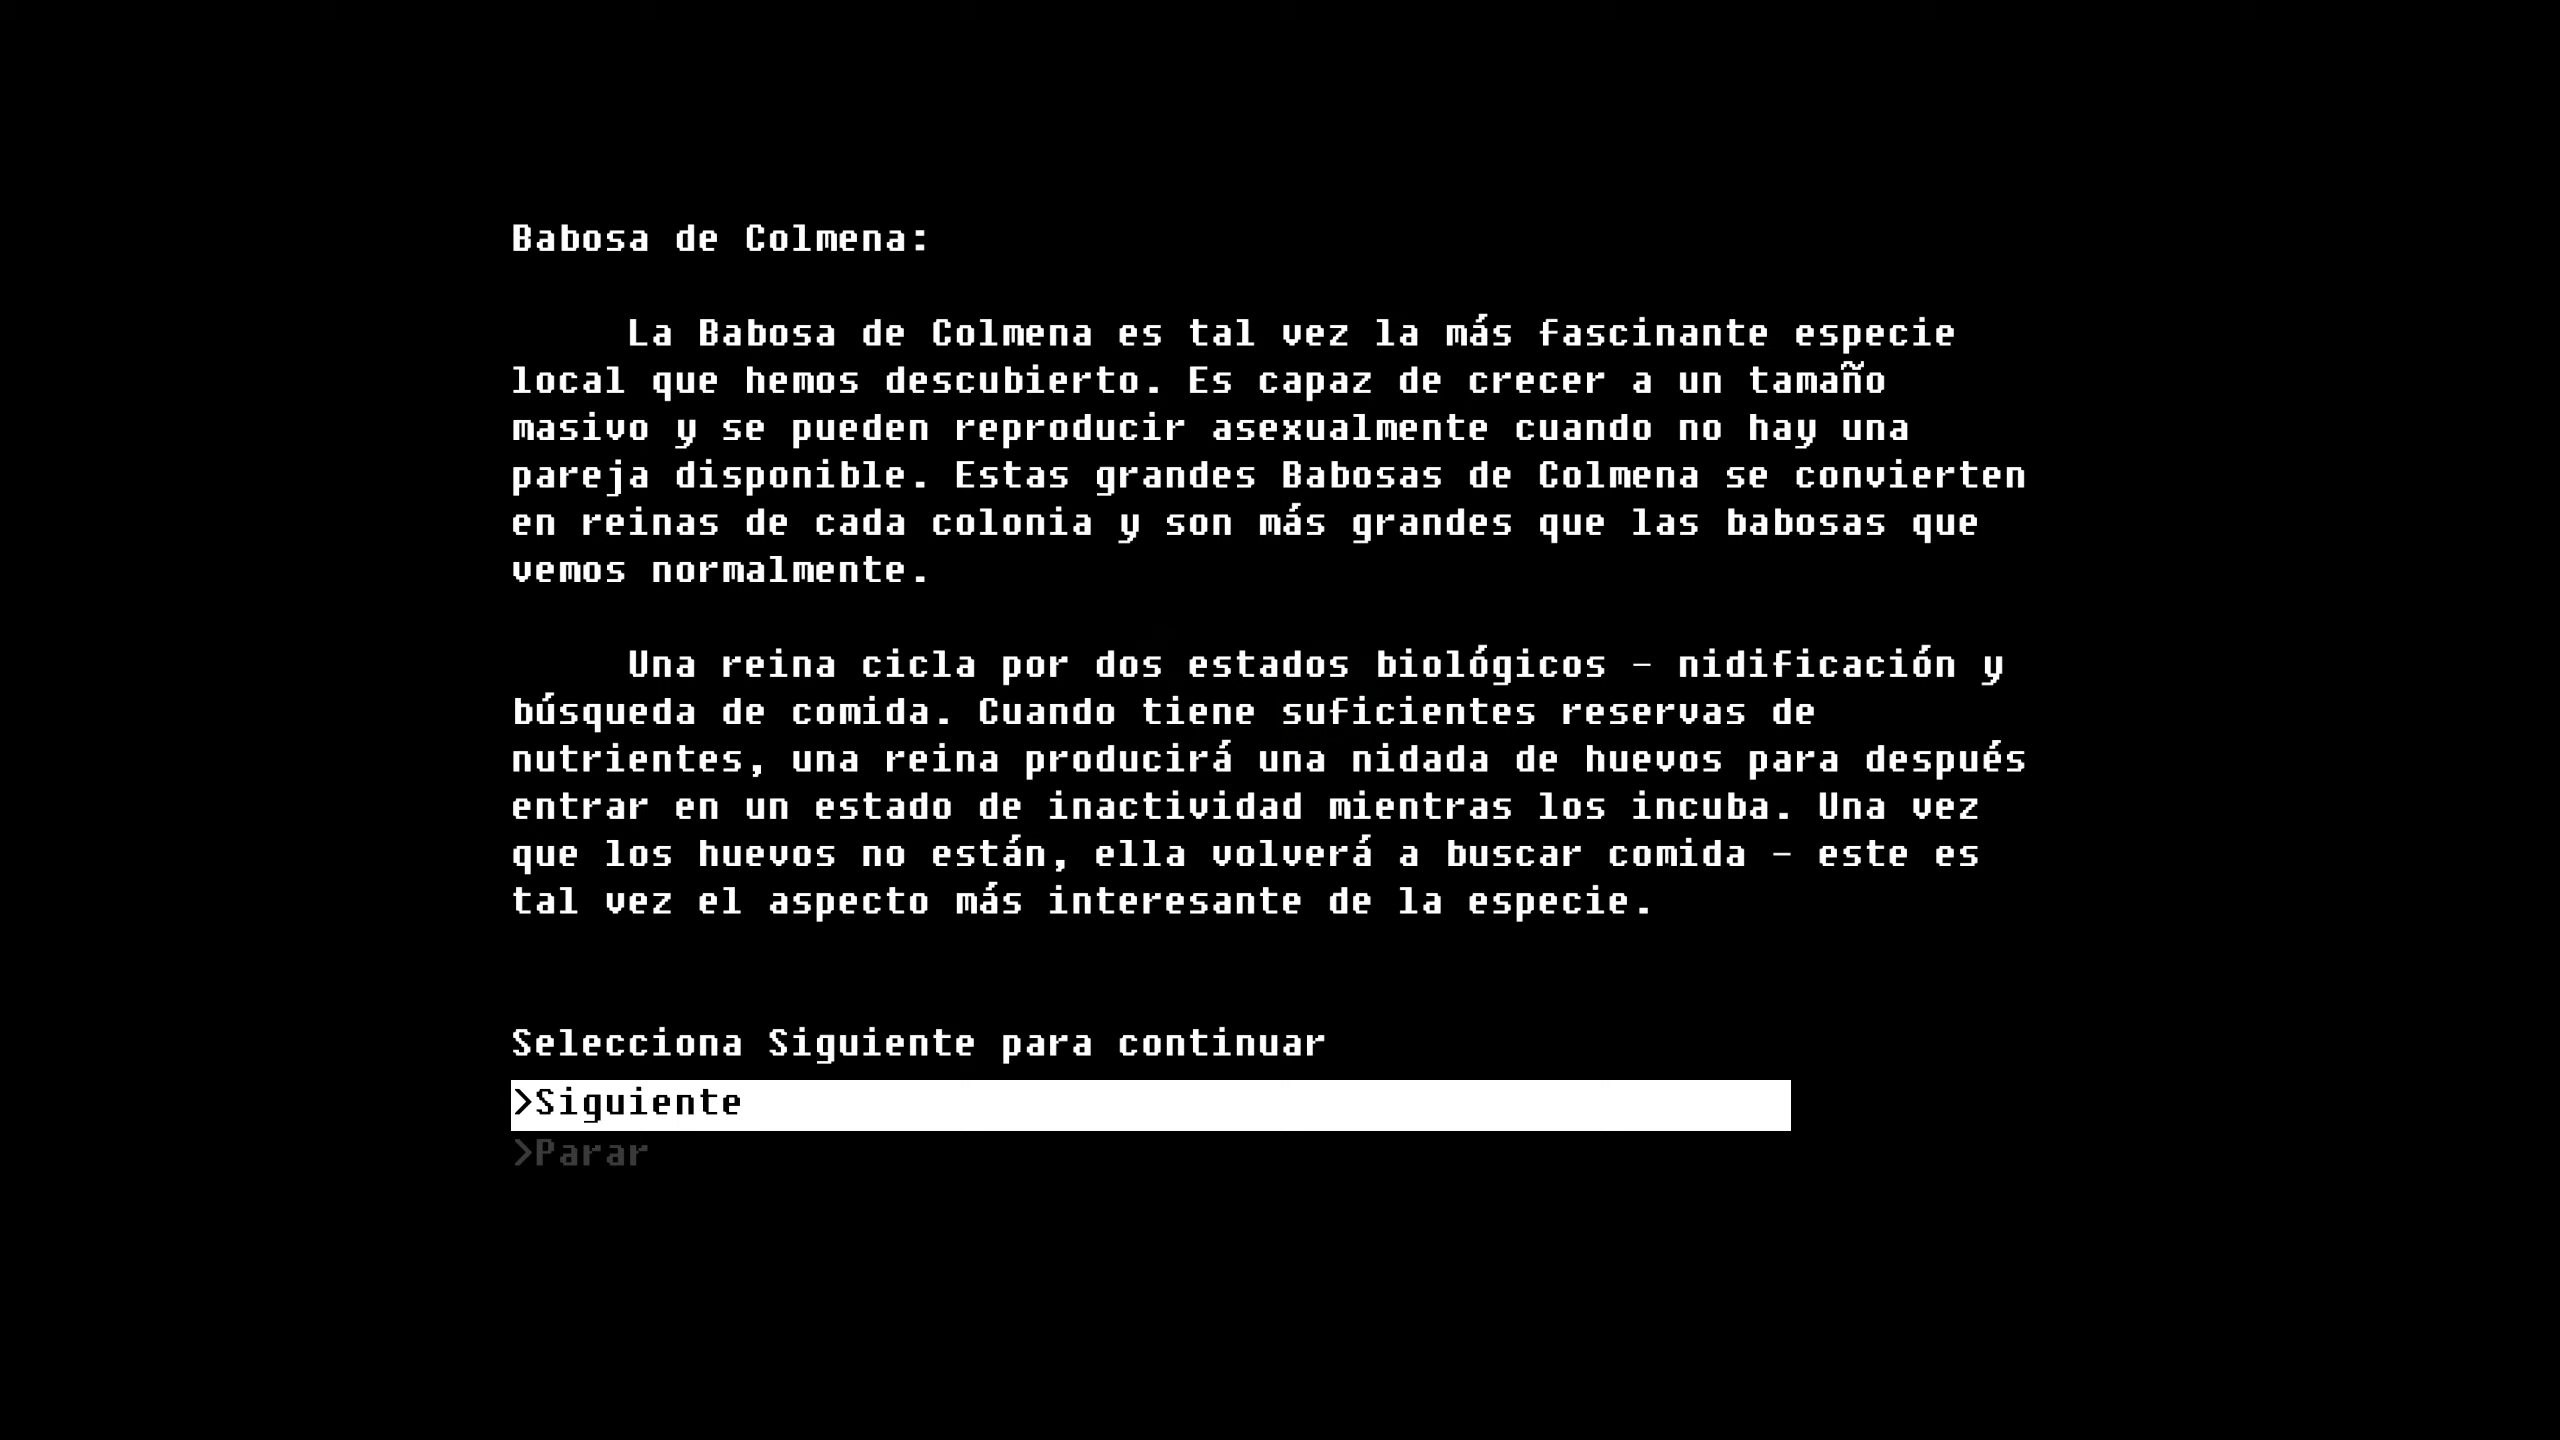 Babosa de Colmena:
La Babosa de Colmena es tal vez la más fascinante especie
local que hemos descubierto. Es capaz de crecer a un tamaño
masivo y se pueden reproducir asexualmente cuando no hay una
pareja disponible. Estas grandes Babosas de Colmena se convierten
en reinas de cada colonia y son más grandes que las babosas que
vemos normalmente.
Una reina cicla por dos estados biológicos - nidificación y
búsqueda de comida. Cuando tiene suficientes reservas de
nutrientes, una reina producirá una nidada de huevos para después
entrar en un estado de inactividad mientras los incuba. Una vez
que los huevos no están, ella volverá a buscar comida - este es
tal vez el aspecto más interesante de la especie.
Selecciona Siguiente para continuar
>Siguiente
>Parar